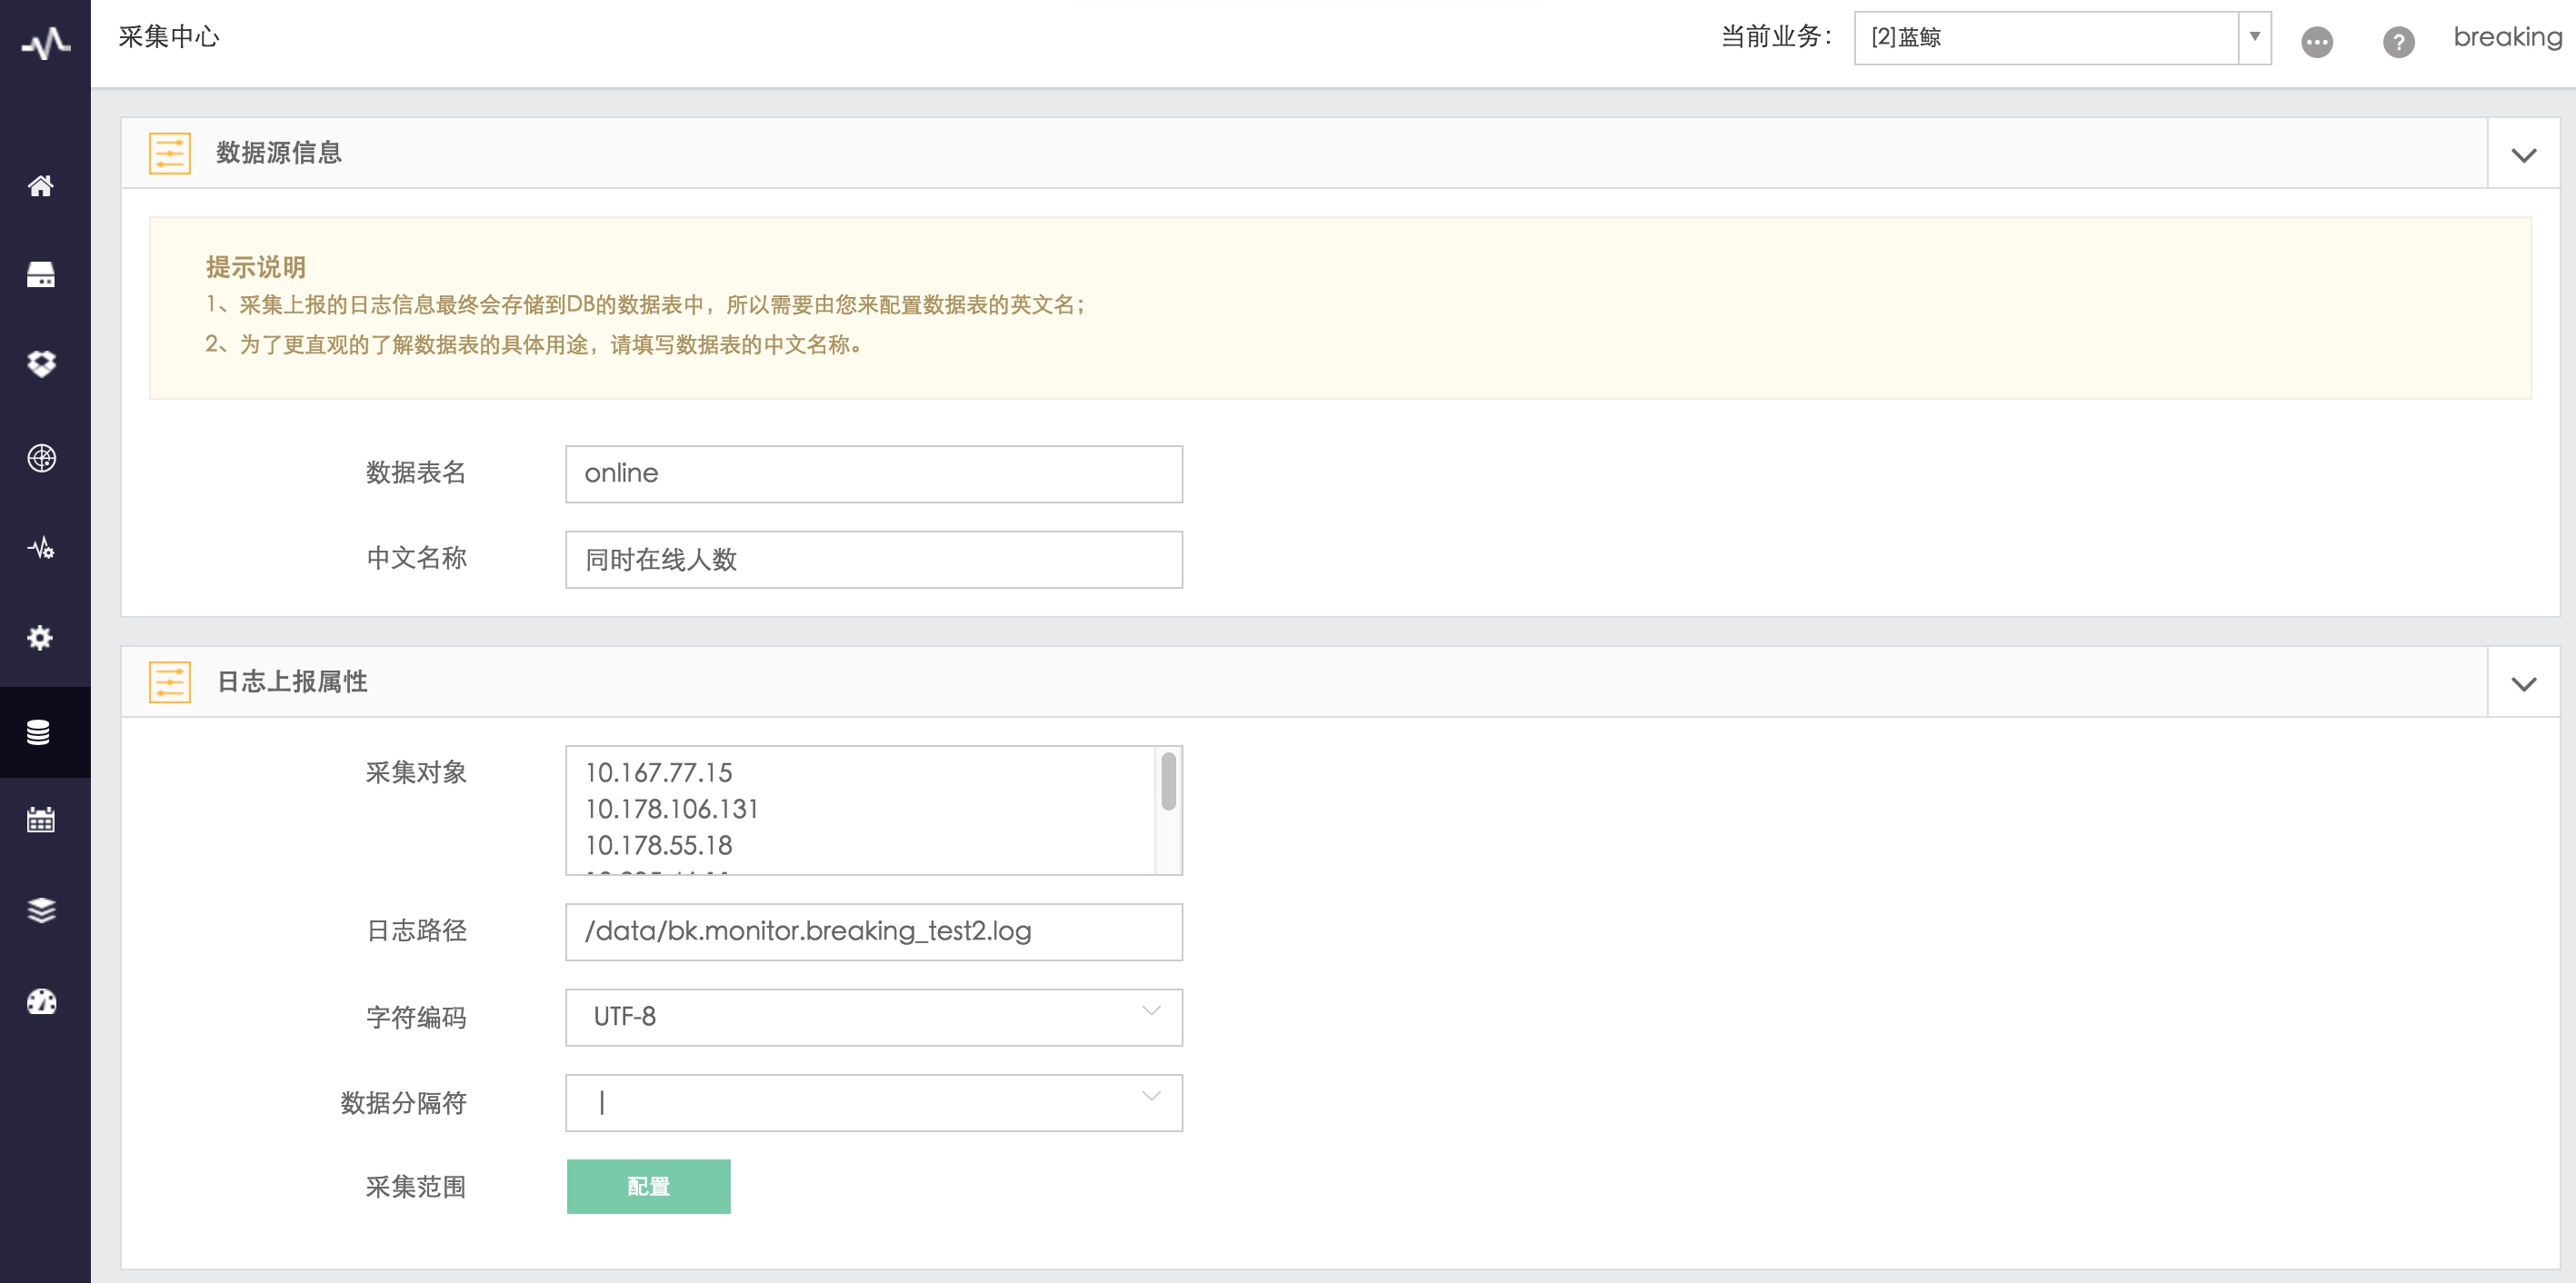 采集中心
当前业务： [2]蓝鲸 breaking
数据源信息
提示说明
1、采集上报的日志信息最终会存储到DB的数据表中，所以需要由您来配置数据表的英文名；
2、为了更直观的了解数据表的具体用途，请填写数据表的中文名称。
数据表名 online
中文名称 同时在线人数
日志上报属性
采集对象 10.167.77.15
10.178.106.131
10.178.55.18
日志路径 /data/bk.monitor.breaking_test2.log
字符编码 UTF-8
数据分隔符 |
采集范围 配置